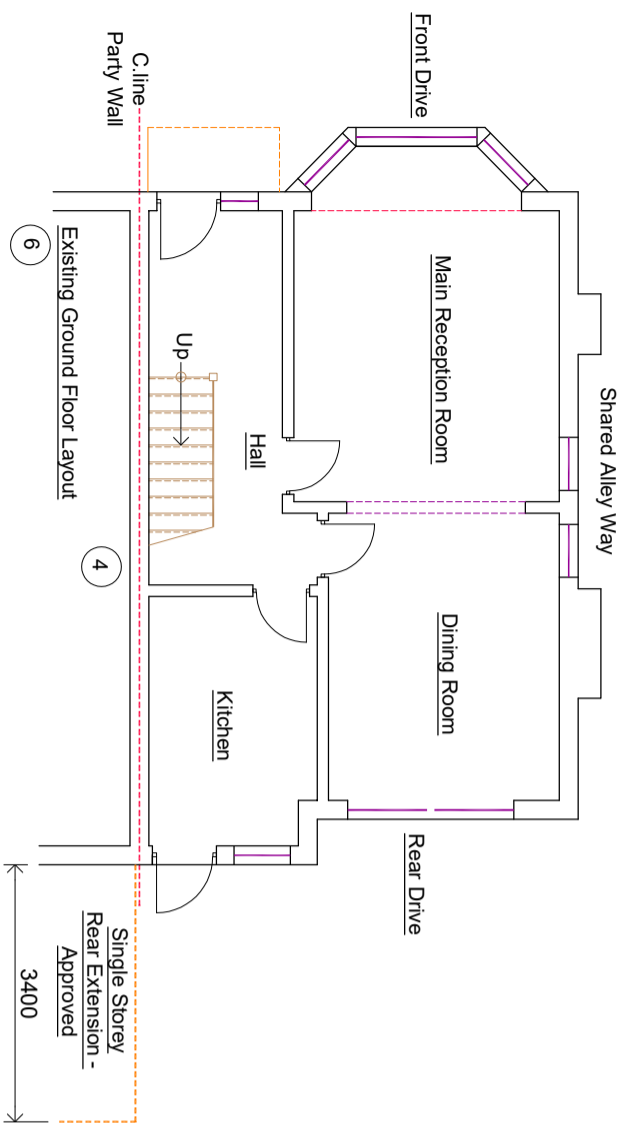 Front Drive
Shared Alley Way
Main Reception Room
Dining Room
Rear Drive
Hall
Up
Kitchen
C.line
Party Wall
Existing Ground Floor Layout
6
4
Single Storey
Rear Extension -
Approved
3400